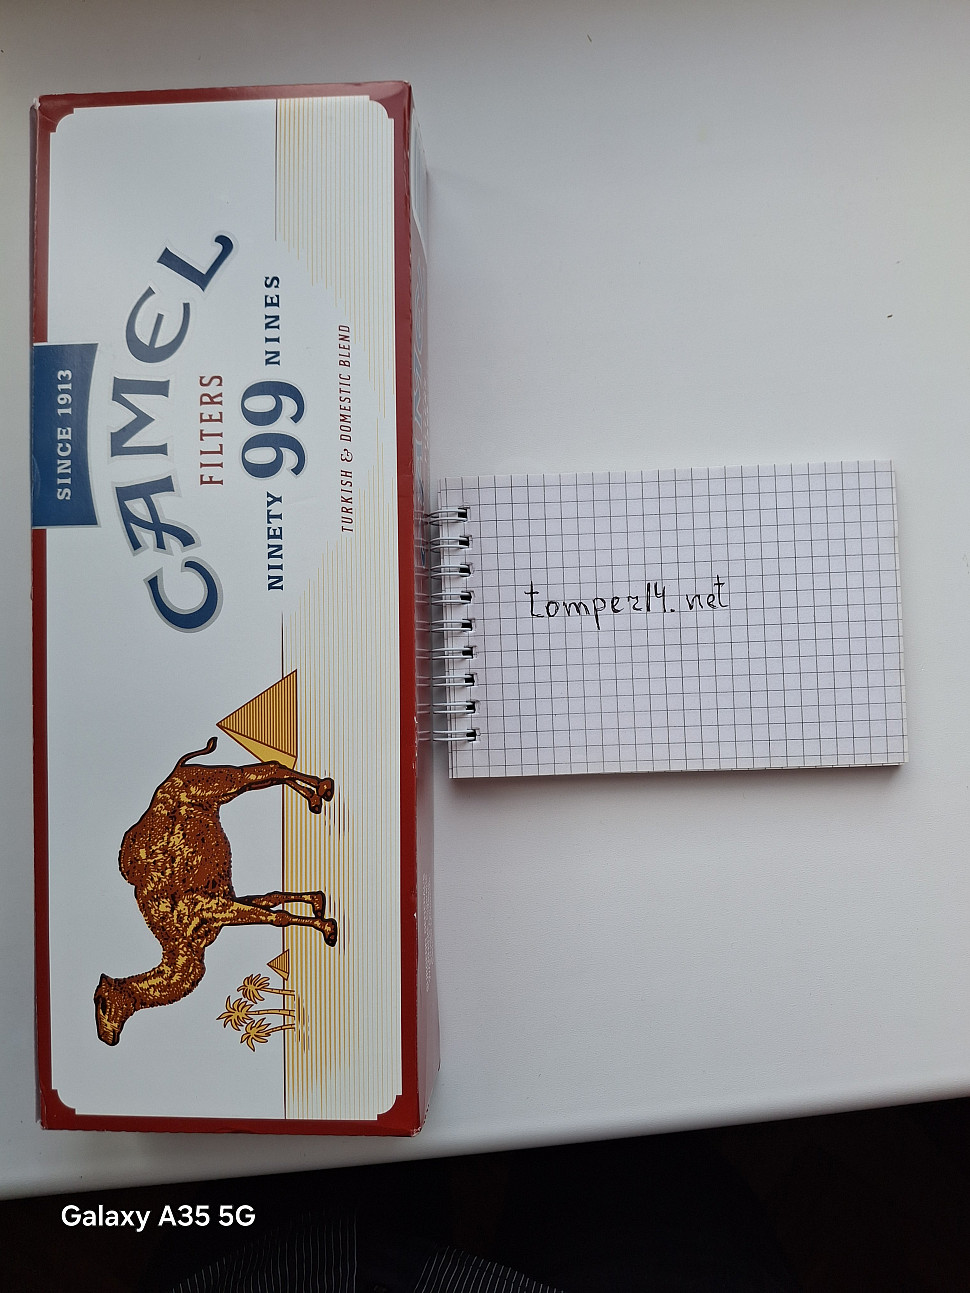 SINCE 1913
CAMEL
FILTERS
NINETY 99 NINES
TURKISH & DOMESTIC BLEND
tomper14.net
Galaxy A35 5G